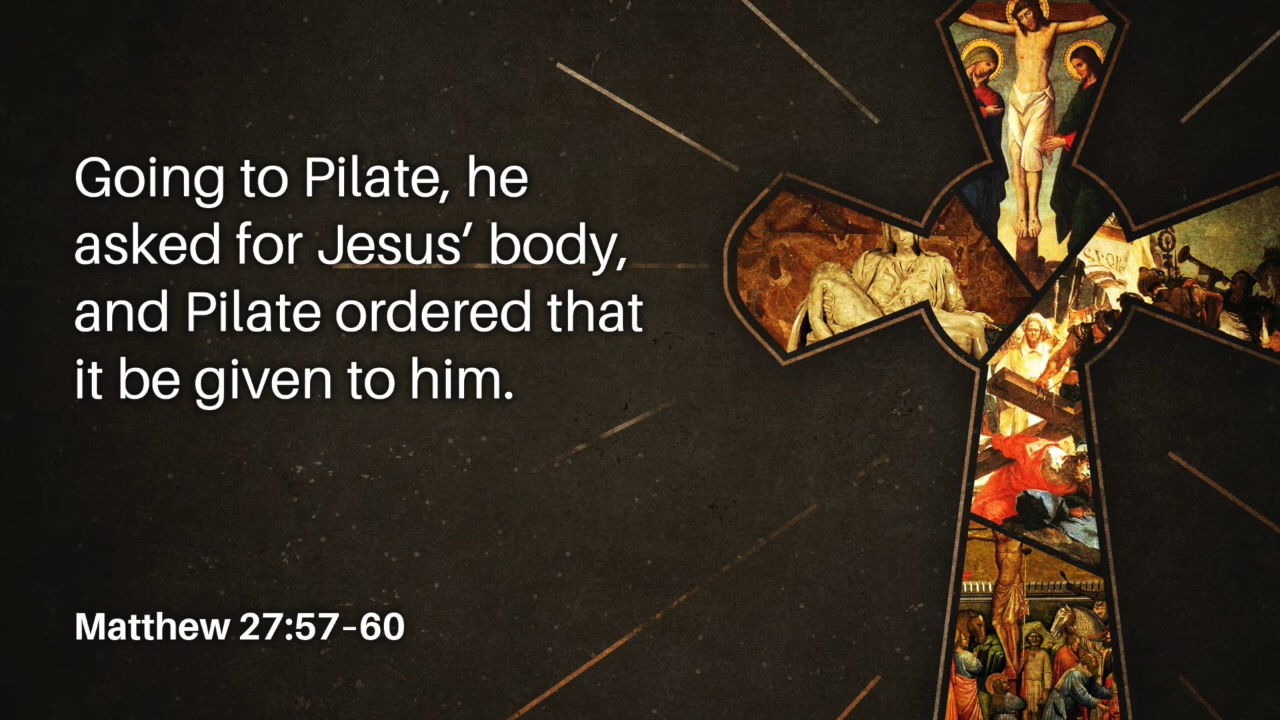 Going to Pilate, he
asked for Jesus’ body,
and Pilate ordered that
it be given to him.
Matthew 27:57–60
SPQR